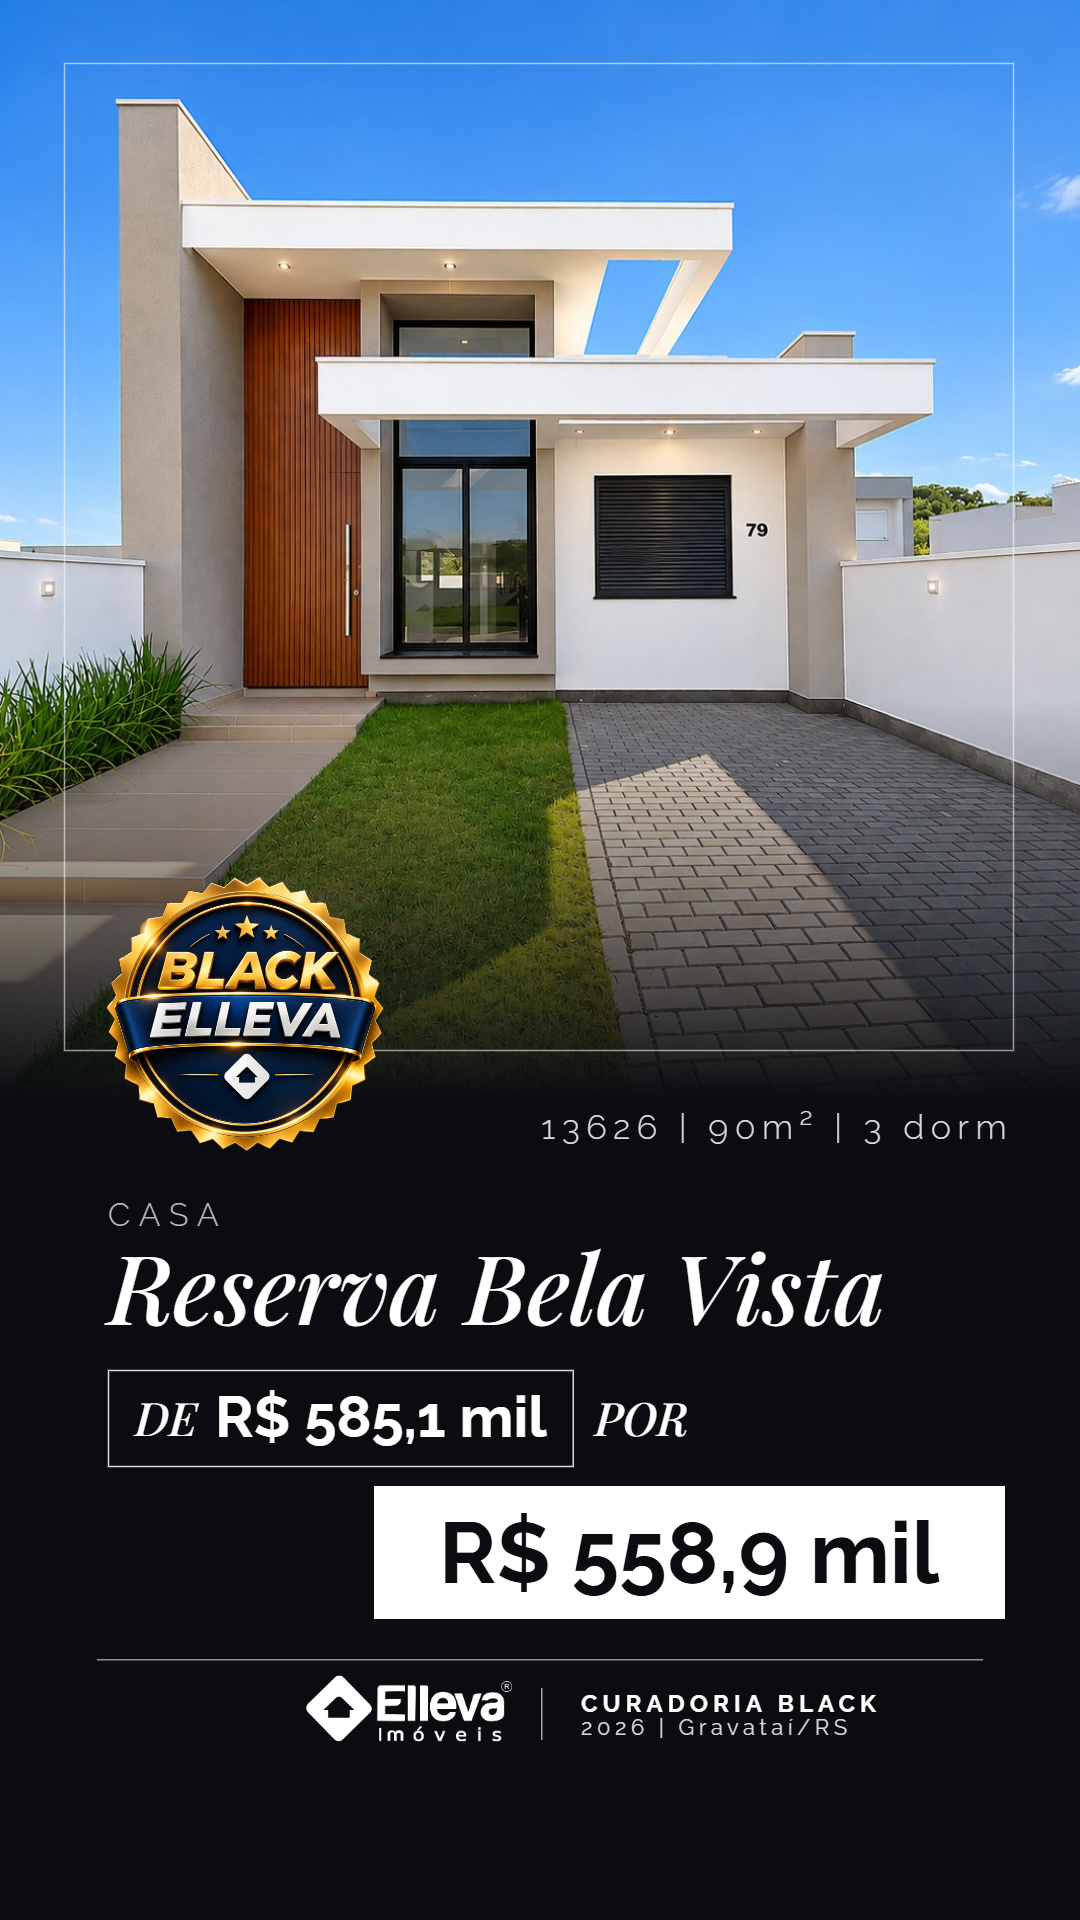 79
BLACK
ELLEVA
13626 | 90m² | 3 dorm
CASA
Reserva Bela Vista
DE R$ 585,1 mil POR
R$ 558,9 mil
Elleva®
Imóveis
CURADORIA BLACK
2026 | Gravataí/RS